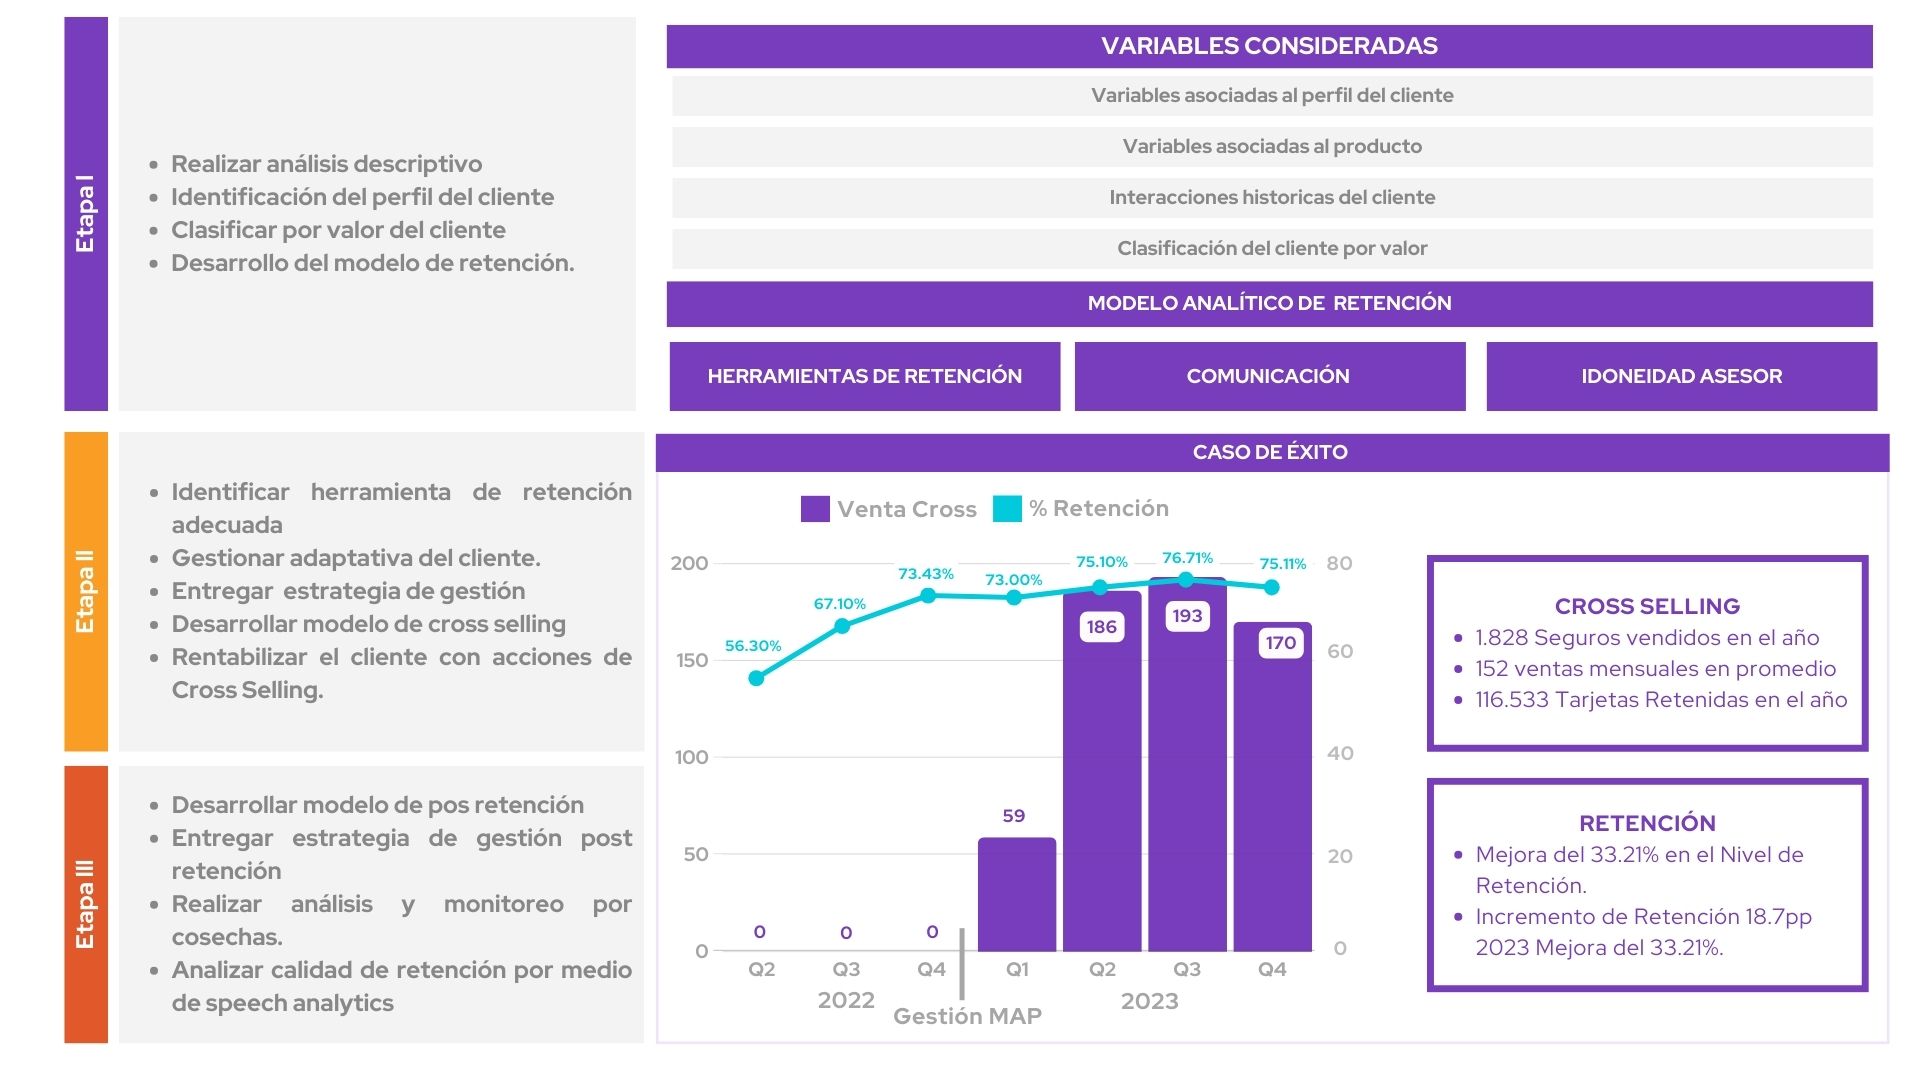 Etapa I
Realizar análisis descriptivo
Identificación del perfil del cliente
Clasificar por valor del cliente
Desarrollo del modelo de retención.
VARIABLES CONSIDERADAS
Variables asociadas al perfil del cliente
Variables asociadas al producto
Interacciones historicas del cliente
Clasificación del cliente por valor
MODELO ANALÍTICO DE RETENCIÓN
HERRAMIENTAS DE RETENCIÓN
COMUNICACIÓN
IDONEIDAD ASESOR
Etapa II
Identificar herramienta de retención
adecuada
Gestionar adaptativa del cliente.
Entregar estrategia de gestión
Desarrollar modelo de cross selling
Rentabilizar el cliente con acciones de
Cross Selling.
Etapa III
Desarrollar modelo de pos retención
Entregar estrategia de gestión post
retención
Realizar análisis y monitoreo por
cosechas.
Analizar calidad de retención por medio
de speech analytics
CASO DE ÉXITO
Venta Cross % Retención
200
150
100
50
0
56.30%
67.10%
73.43%
73.00%
75.10%
76.71%
75.11%
0
0
0
59
186
193
170
80
60
40
20
0
Q2 Q3 Q4 Q1 Q2 Q3 Q4
2022 2023
Gestión MAP
CROSS SELLING
1.828 Seguros vendidos en el año
152 ventas mensuales en promedio
116.533 Tarjetas Retenidas en el año
RETENCIÓN
Mejora del 33.21% en el Nivel de
Retención.
Incremento de Retención 18.7pp
2023 Mejora del 33.21%.